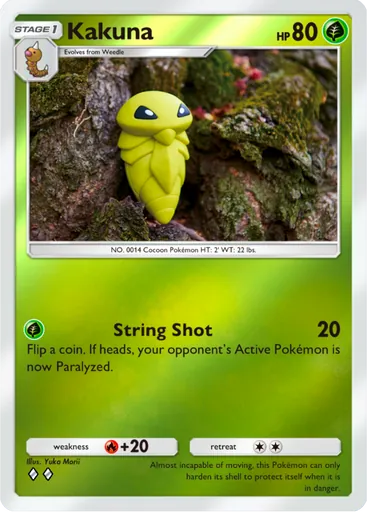 STAGE 1
Kakuna
HP 80
Evolves from Weedle
NO. 0014 Cocoon Pokémon HT: 2' WT: 22 lbs.
String Shot 20
Flip a coin. If heads, your opponent's Active Pokémon is
now Paralyzed.
weakness +20 retreat
Illus. Yuka Morii
Almost incapable of moving, this Pokémon can only
harden its shell to protect itself when it is
in danger.